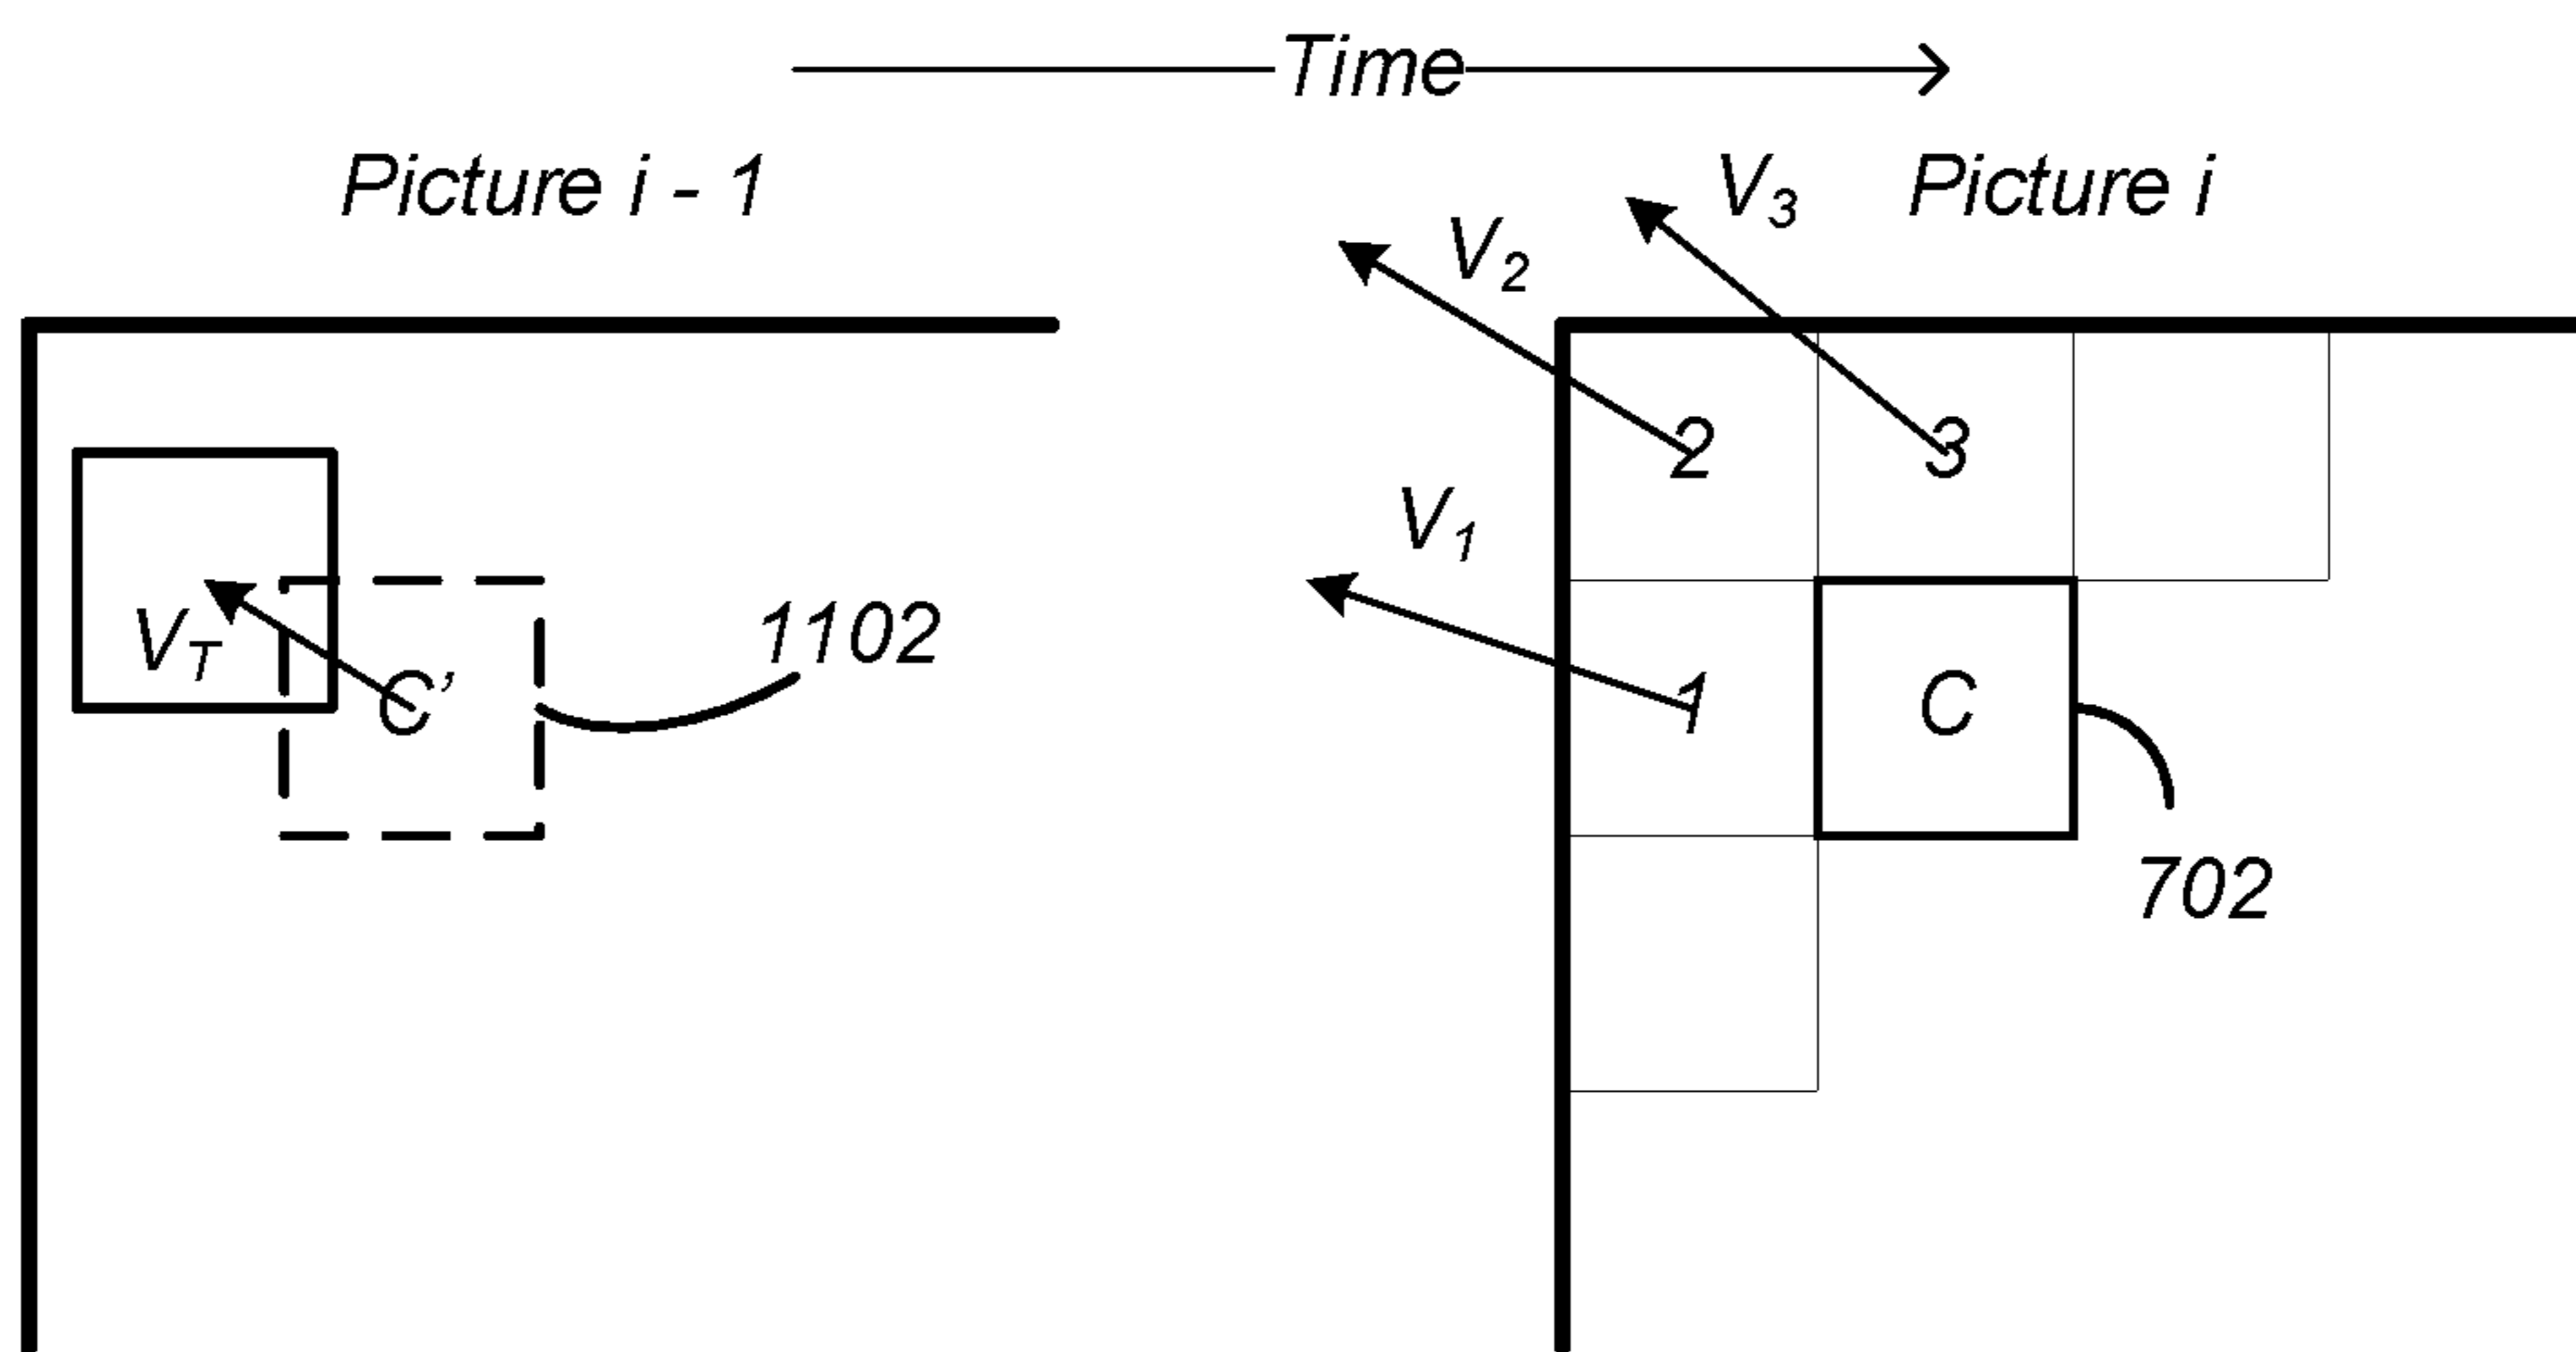 Time
Picture i - 1
Picture i
V3
V2
2
3
V1
1
C
VT
C'
1102
702